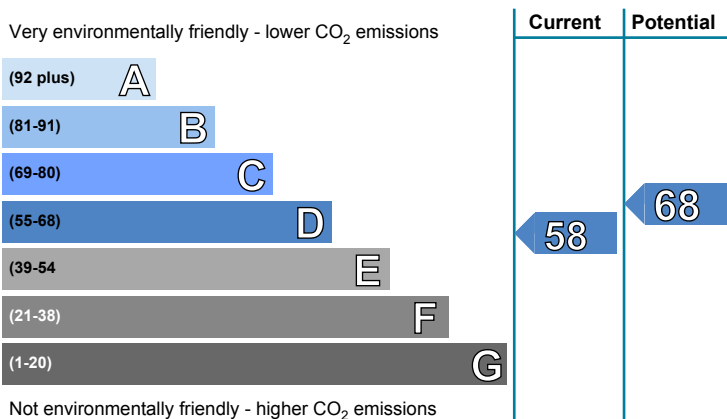 Current Potential
Very environmentally friendly - lower CO2 emissions
(92 plus) A
(81-91) B
(69-80) C
(55-68) D
(39-54 E
(21-38) F
(1-20) G
58
68
Not environmentally friendly - higher CO2 emissions